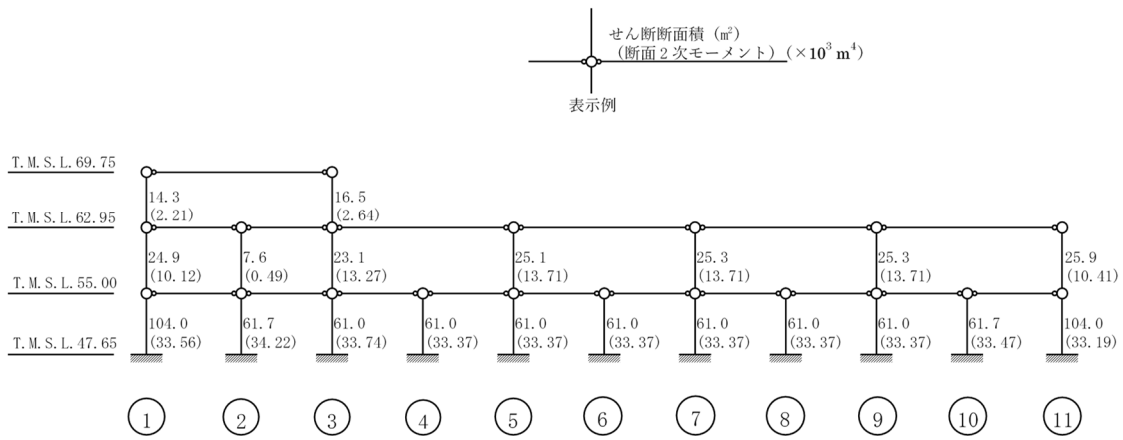 せん断断面積 (㎡)
(断面2次モーメント) (×10³ m⁴)
表示例
T.M.S.L.69.75
14.3 16.5
(2.21) (2.64)
T.M.S.L.62.95
24.9 7.6 23.1 25.1 25.3 25.3 25.9
(10.12) (0.49) (13.27) (13.71) (13.71) (13.71) (10.41)
T.M.S.L.55.00
104.0 61.7 61.0 61.0 61.0 61.0 61.0 61.0 61.0 61.7 104.0
(33.56) (34.22) (33.74) (33.37) (33.37) (33.37) (33.37) (33.37) (33.37) (33.47) (33.19)
T.M.S.L.47.65
1 2 3 4 5 6 7 8 9 10 11